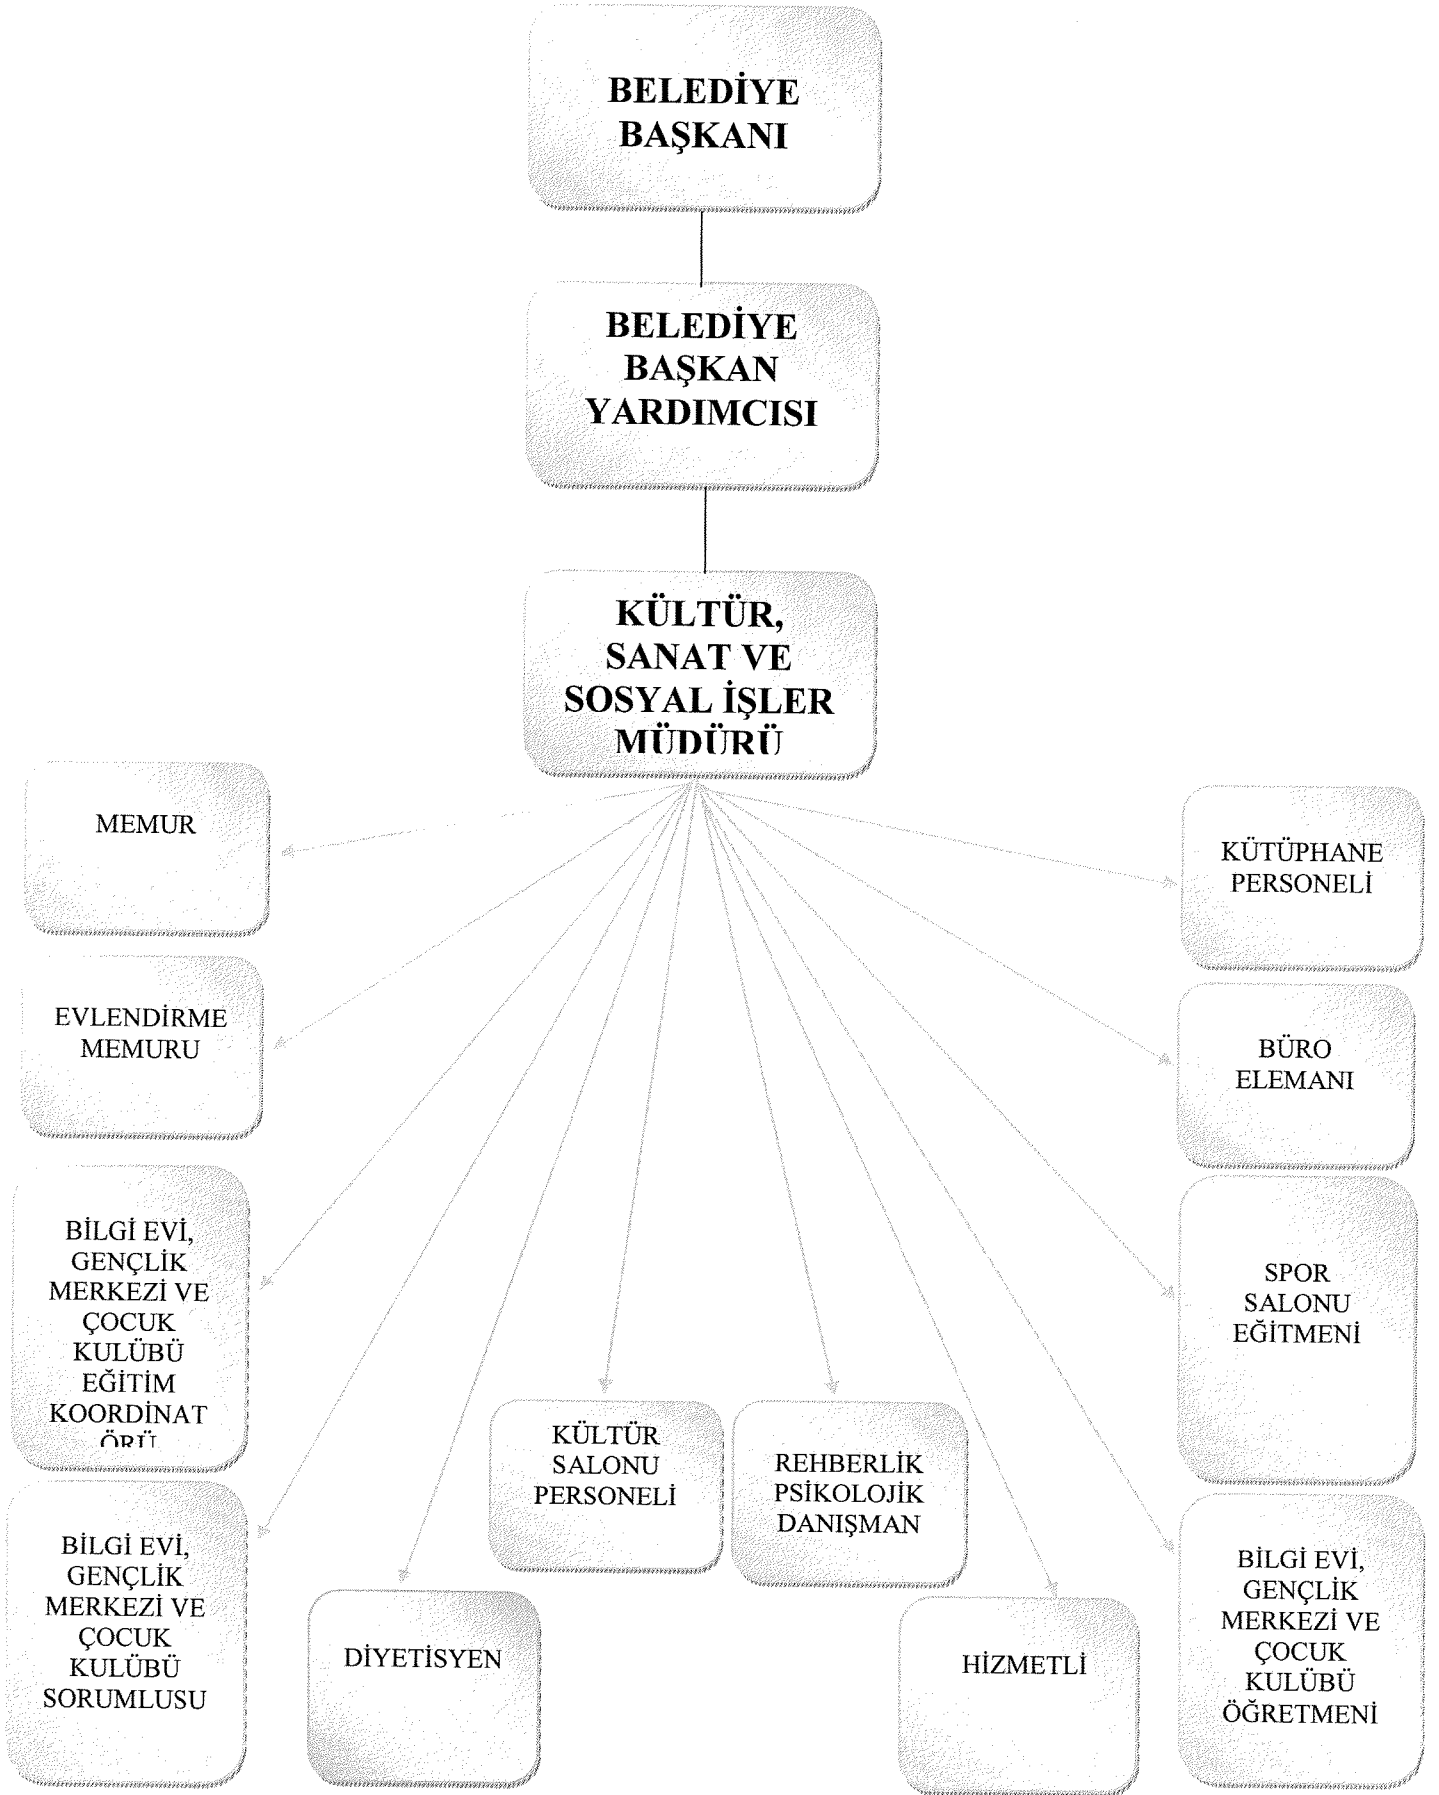 BELEDİYE
BAŞKANI
BELEDİYE
BAŞKAN
YARDIMCISI
KÜLTÜR,
SANAT VE
SOSYAL İŞLER
MÜDÜRÜ
MEMUR
KÜTÜPHANE
PERSONELİ
EVLENDİRME
MEMURU
BÜRO
ELEMANI
BİLGİ EVİ,
GENÇLİK
MERKEZİ VE
ÇOCUK
KULÜBÜ
EĞİTİM
KOORDİNAT
ÖRÜ
SPOR
SALONU
EĞİTMENİ
KÜLTÜR
SALONU
PERSONELİ
REHBERLİK
PSİKOLOJİK
DANIŞMAN
BİLGİ EVİ,
GENÇLİK
MERKEZİ VE
ÇOCUK
KULÜBÜ
SORUMLUSU
DİYETİSYEN
HİZMETLİ
BİLGİ EVİ,
GENÇLİK
MERKEZİ VE
ÇOCUK
KULÜBÜ
ÖĞRETMENİ